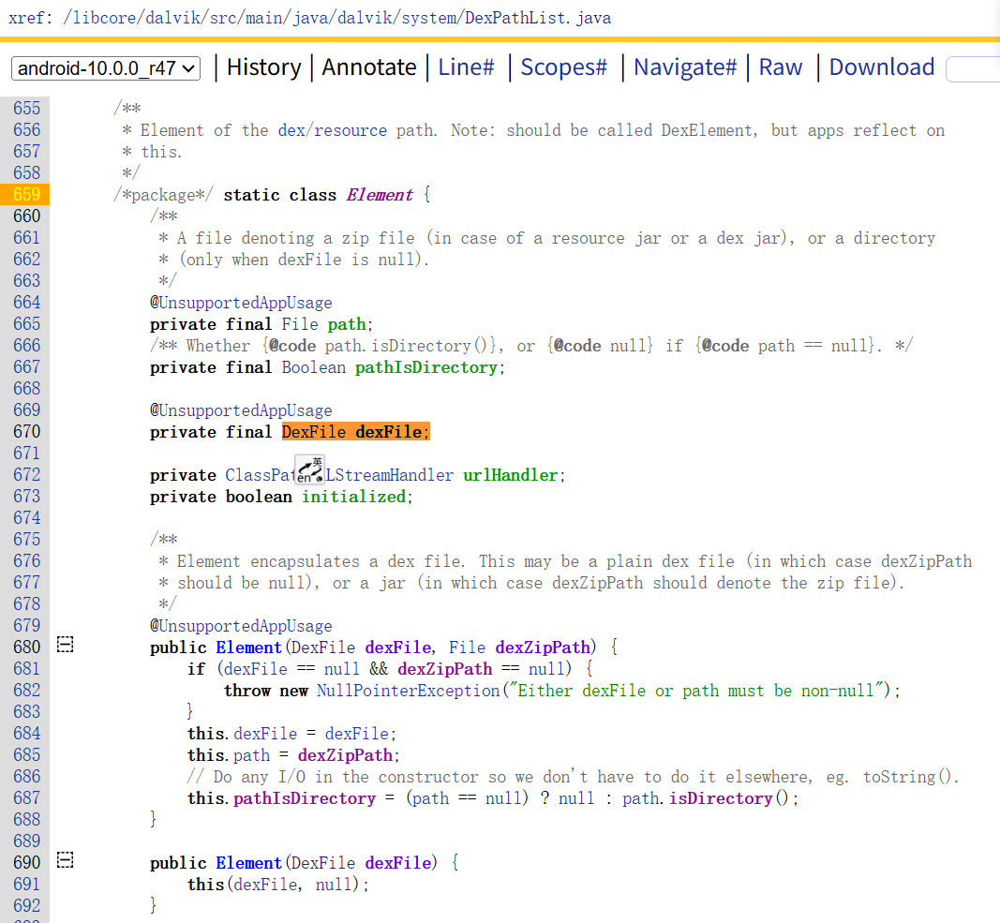 xref: /libcore/dalvik/src/main/java/dalvik/system/DexPathList.java
android-10.0.0_r47 | History | Annotate | Line# | Scopes# | Navigate# | Raw | Download
655 /**
656 * Element of the dex/resource path. Note: should be called DexElement, but apps reflect on
657 * this.
658 */
659 /*package*/ static class Element {
660 /**
661 * A file denoting a zip file (in case of a resource jar or a dex jar), or a directory
662 * (only when dexFile is null).
663 */
664 @UnsupportedAppUsage
665 private final File path;
666 /** Whether {@code path.isDirectory()}, or {@code null} if {@code path == null}. */
667 private final Boolean pathIsDirectory;
668
669 @UnsupportedAppUsage
670 private final DexFile dexFile;
671
672 private ClassPat 英 en LStreamHandler urlHandler;
673 private boolean initialized;
674
675 /**
676 * Element encapsulates a dex file. This may be a plain dex file (in which case dexZipPath
677 * should be null), or a jar (in which case dexZipPath should denote the zip file).
678 */
679 @UnsupportedAppUsage
680 public Element(DexFile dexFile, File dexZipPath) {
681 if (dexFile == null && dexZipPath == null) {
682 throw new NullPointerException("Either dexFile or path must be non-null");
683 }
684 this.dexFile = dexFile;
685 this.path = dexZipPath;
686 // Do any I/O in the constructor so we don't have to do it elsewhere, eg. toString().
687 this.pathIsDirectory = (path == null) ? null : path.isDirectory();
688 }
689
690 public Element(DexFile dexFile) {
691 this(dexFile, null);
692 }